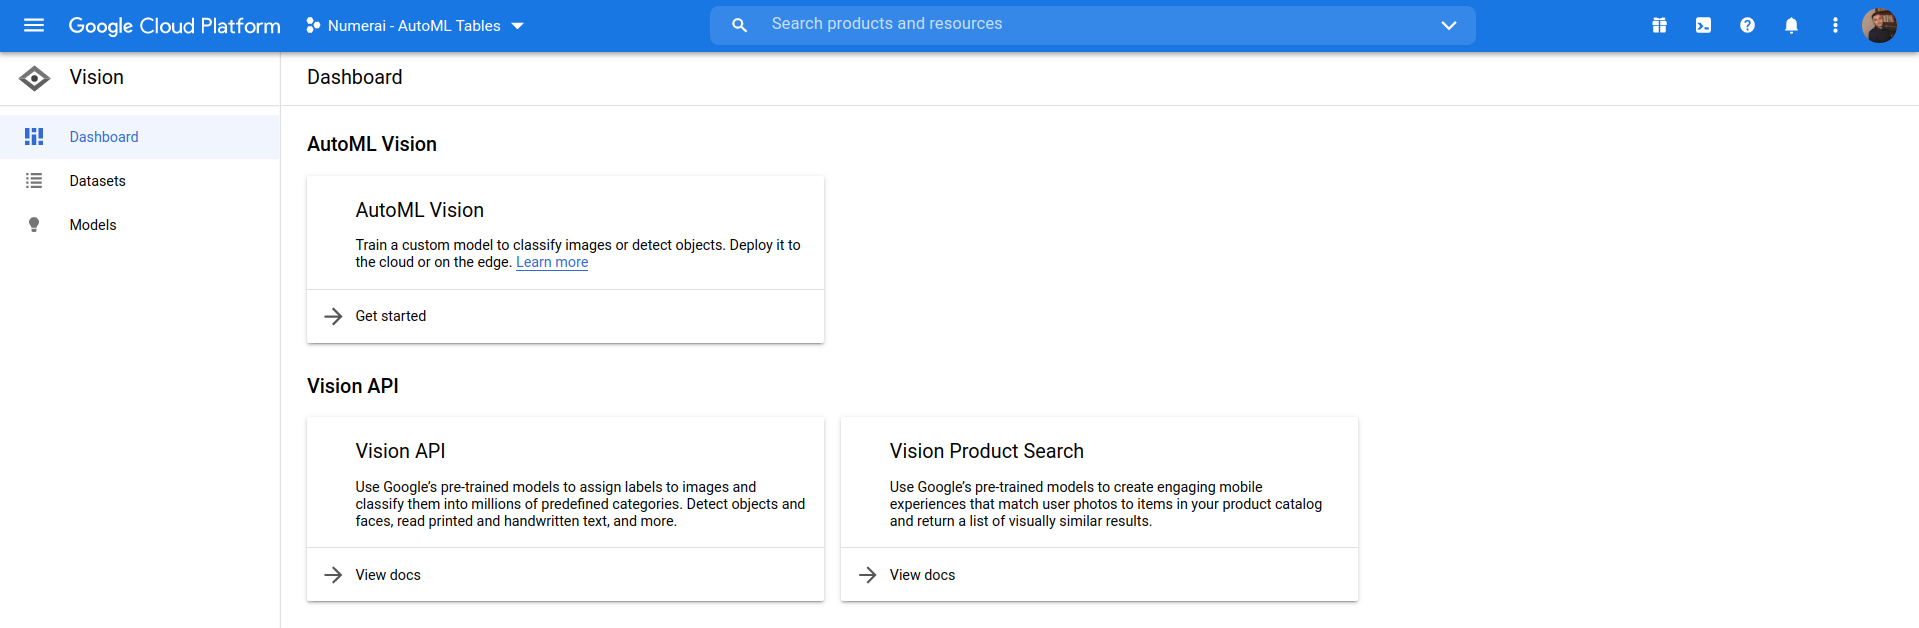 Google Cloud Platform
Numerai - AutoML Tables
Search products and resources
Vision
Dashboard
Dashboard
Datasets
Models
AutoML Vision
AutoML Vision
Train a custom model to classify images or detect objects. Deploy it to
the cloud or on the edge. Learn more
Get started
Vision API
Vision API
Use Google’s pre-trained models to assign labels to images and
classify them into millions of predefined categories. Detect objects and
faces, read printed and handwritten text, and more.
View docs
Vision Product Search
Use Google’s pre-trained models to create engaging mobile
experiences that match user photos to items in your product catalog
and return a list of visually similar results.
View docs